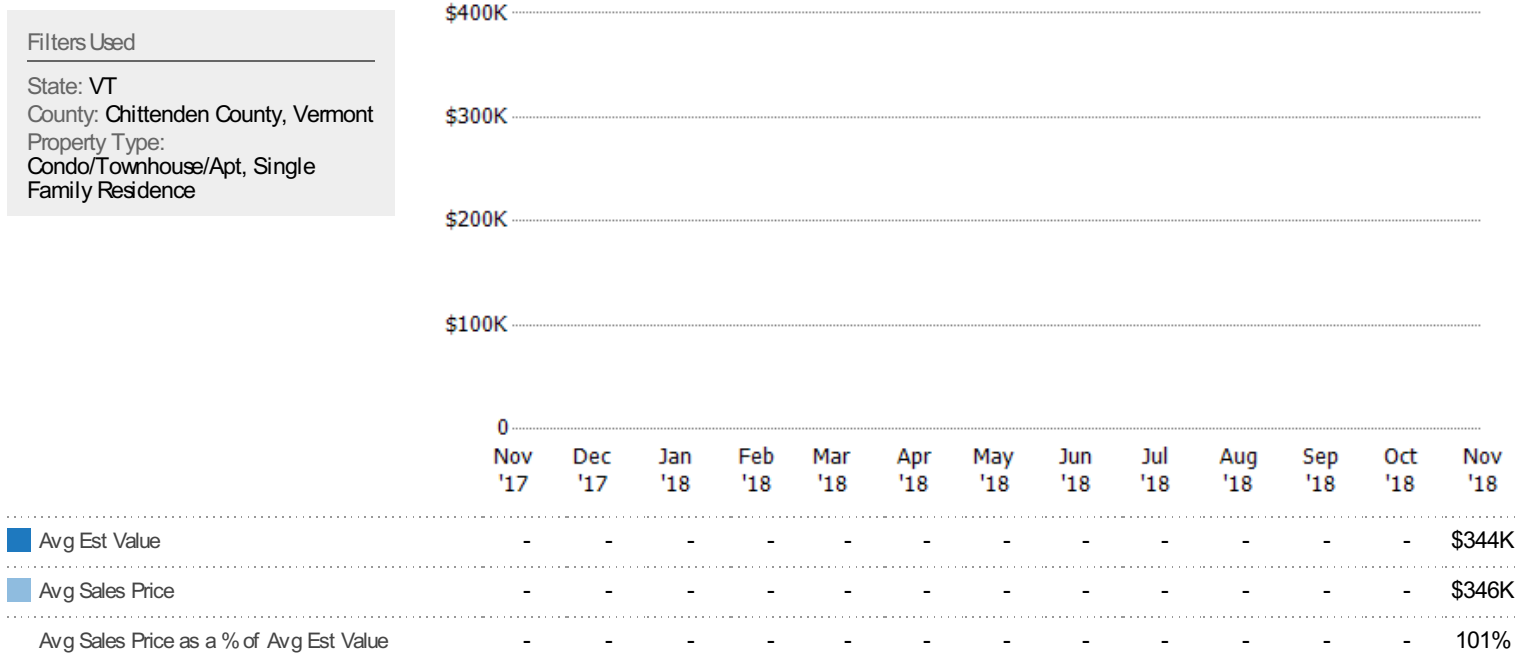 Filters Used
State: VT
County: Chittenden County, Vermont
Property Type:
Condo/Townhouse/Apt, Single
Family Residence
$400K
$300K
$200K
$100K
0
Nov Dec Jan Feb Mar Apr May Jun Jul Aug Sep Oct Nov
'17 '17 '18 '18 '18 '18 '18 '18 '18 '18 '18 '18 '18
Avg Est Value - - - - - - - - - - - - $344K
Avg Sales Price - - - - - - - - - - - - $346K
Avg Sales Price as a % of Avg Est Value - - - - - - - - - - - - 101%